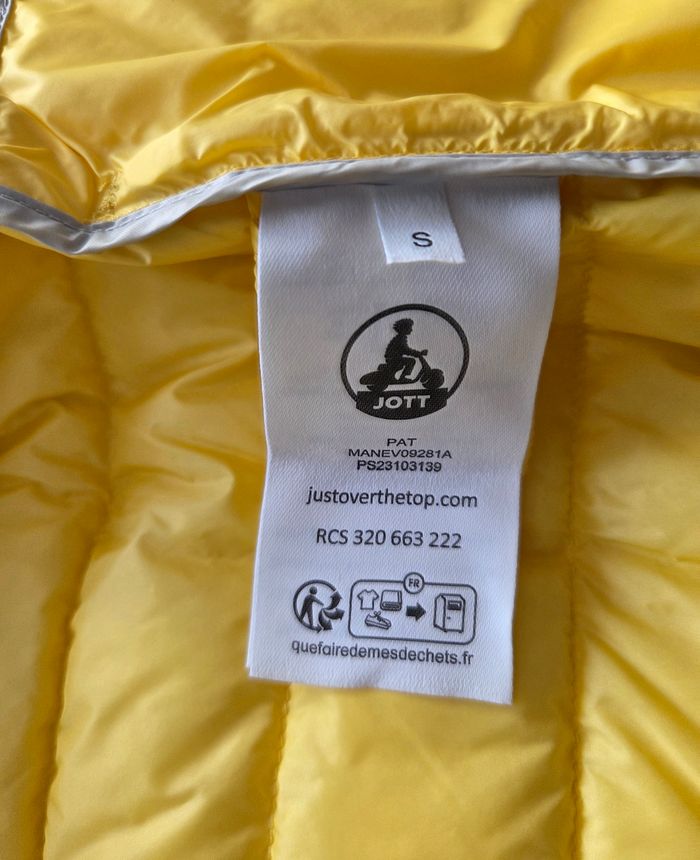 S
JOTT
PAT
MANEV09281A
PS23103139
justoverthetop.com
RCS 320 663 222
FR
quefairedemesdechets.fr